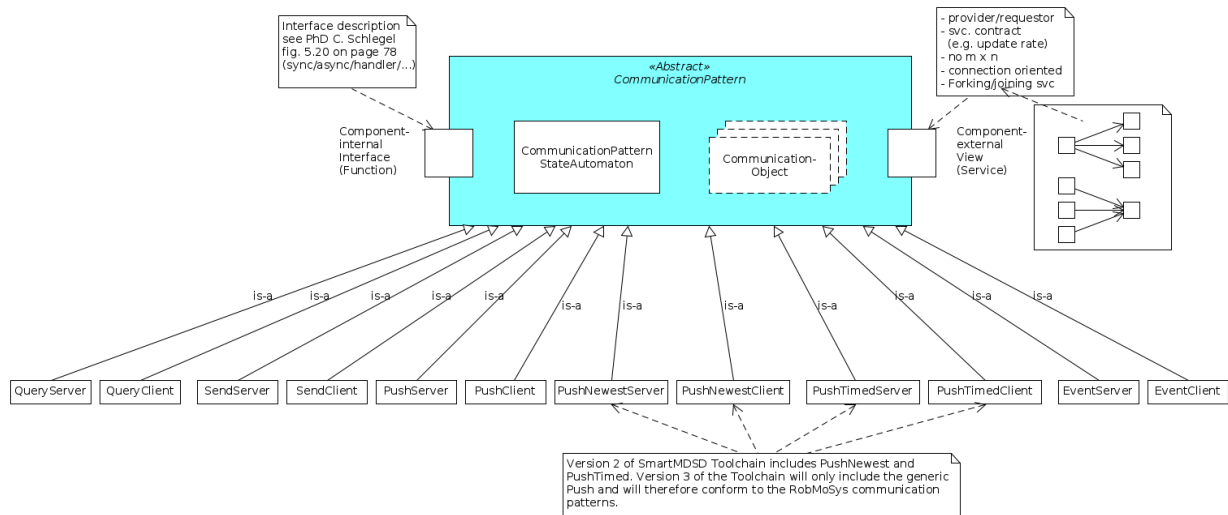 Interface description
see PhD C. Schlegel
fig. 5.20 on page 78
(sync/async/handler/...)
- provider/requestor
- svc. contract
(e.g. update rate)
- no m x n
- connection oriented
- Forking/joining svc
«Abstract»
CommunicationPattern
Component-
internal
Interface
(Function)
CommunicationPattern
StateAutomaton
Communication-
Object
Component-
external
View
(Service)
is-a
is-a
is-a
is-a
is-a
is-a
is-a
is-a
is-a
is-a
is-a
is-a
QueryServer
QueryClient
SendServer
SendClient
PushServer
PushClient
PushNewestServer
PushNewestClient
PushTimedServer
PushTimedClient
EventServer
EventClient
Version 2 of SmartMDSD Toolchain includes PushNewest and
PushTimed. Version 3 of the Toolchain will only include the generic
Push and will therefore conform to the RobMoSys communication
patterns.